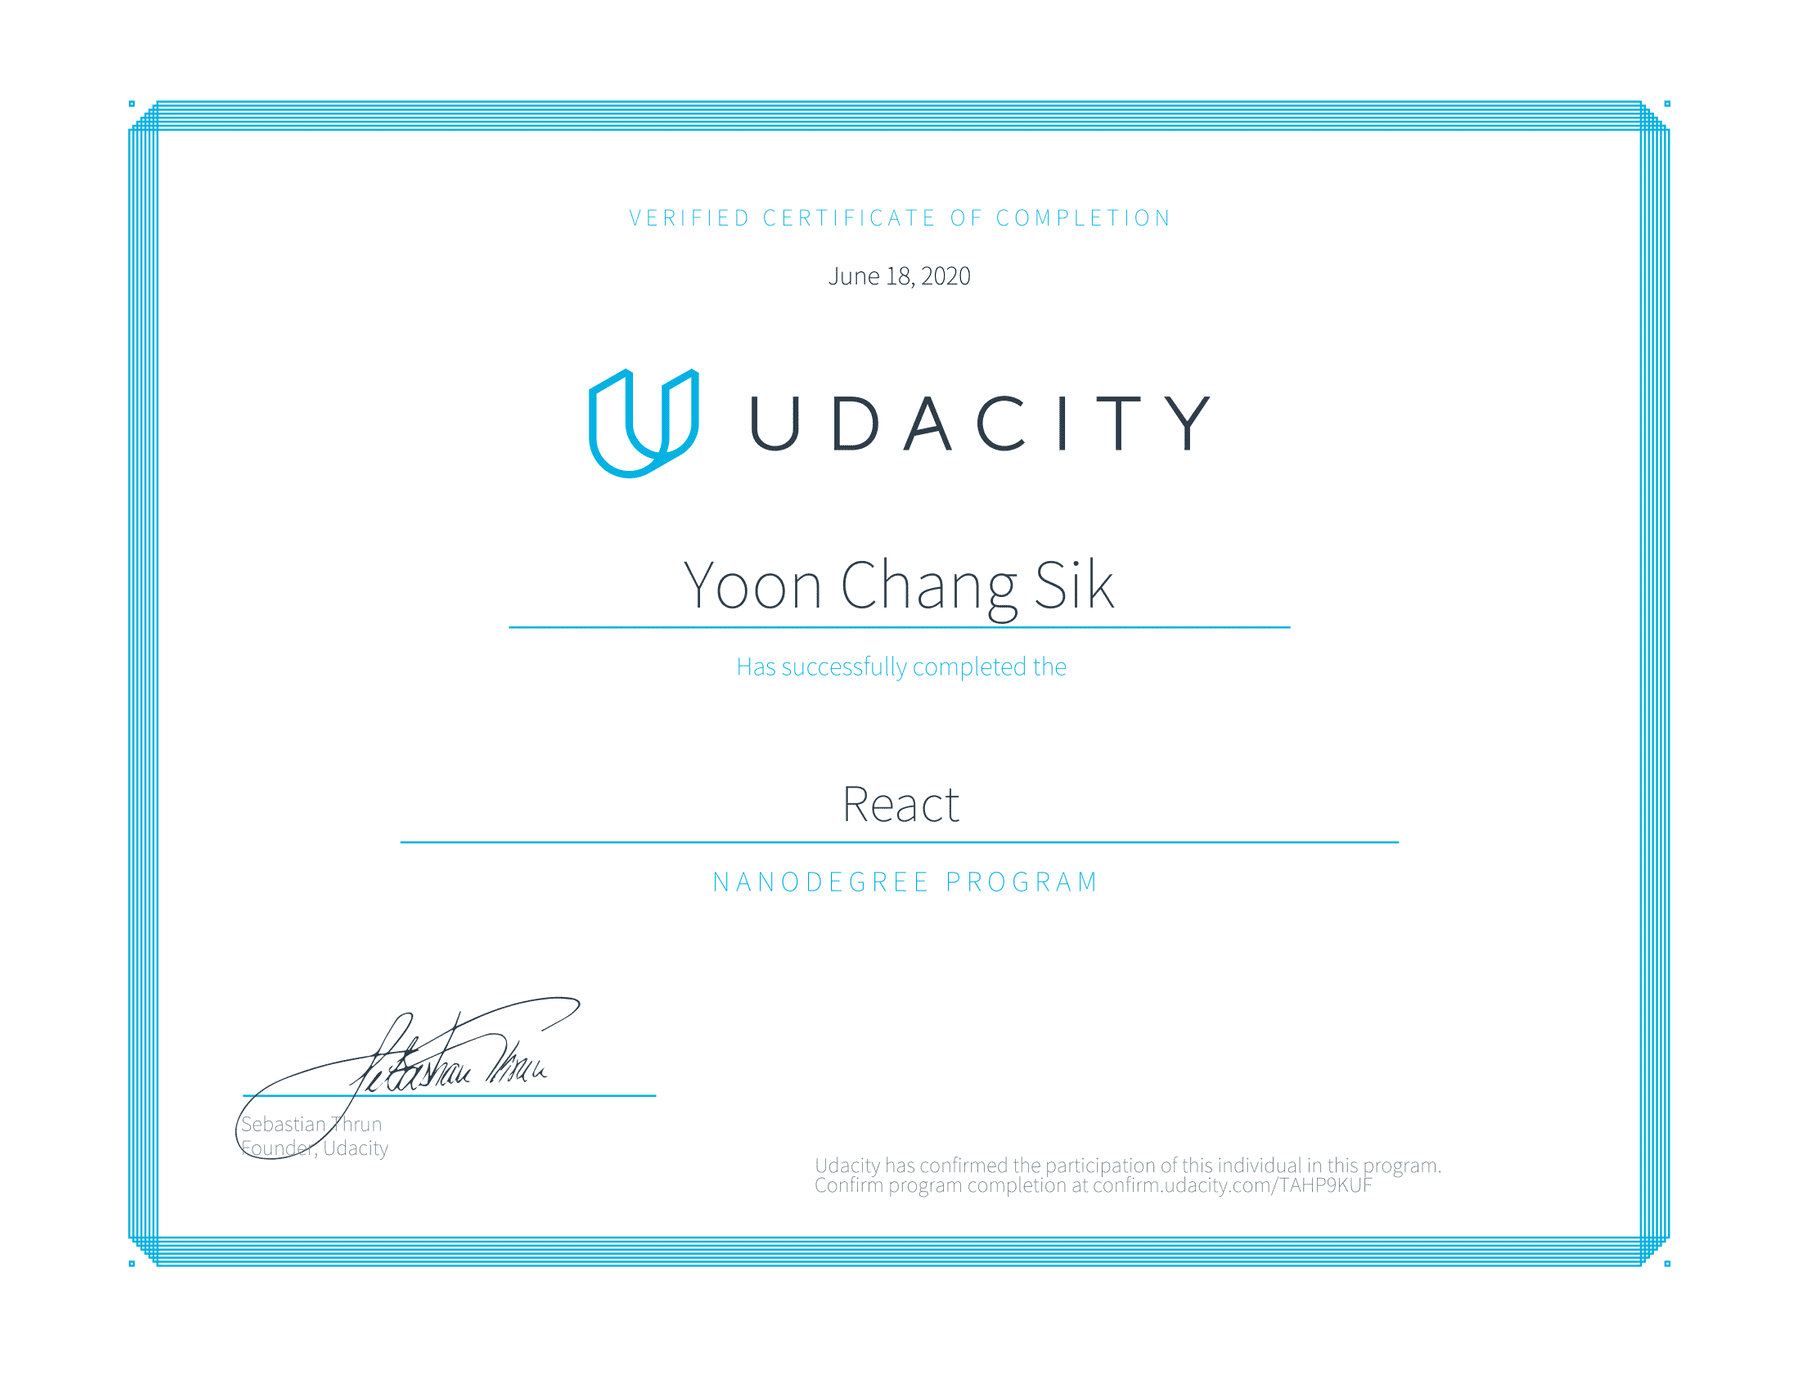 VERIFIED CERTIFICATE OF COMPLETION
June 18, 2020
UDACITY
Yoon Chang Sik
Has successfully completed the
React
NANODEGREE PROGRAM
Sebastian Thrun
Sebastian Thrun
Founder, Udacity
Udacity has confirmed the participation of this individual in this program.
Confirm program completion at confirm.udacity.com/TAHP9KUF